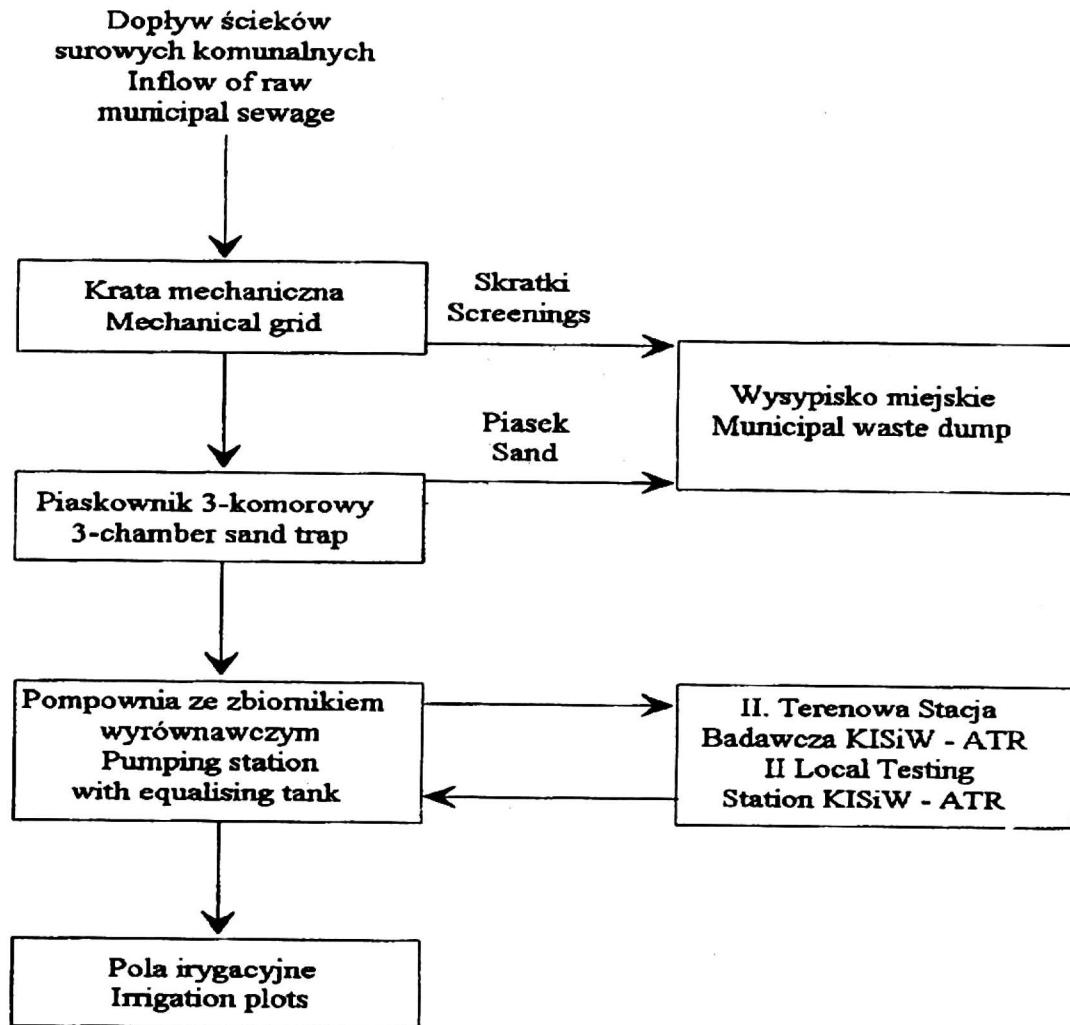 Dopływ ścieków
surowych komunalnych
Inflow of raw
municipal sewage
Krata mechaniczna
Mechanical grid
Skratki
Screenings
Wysypisko miejskie
Municipal waste dump
Piasek
Sand
Piaskownik 3-komorowy
3-chamber sand trap
Pompownia ze zbiornikiem
wyrównawczym
Pumping station
with equalising tank
II. Terenowa Stacja
Badawcza KISiW - ATR
II Local Testing
Station KISiW - ATR
Pola irygacyjne
Irrigation plots